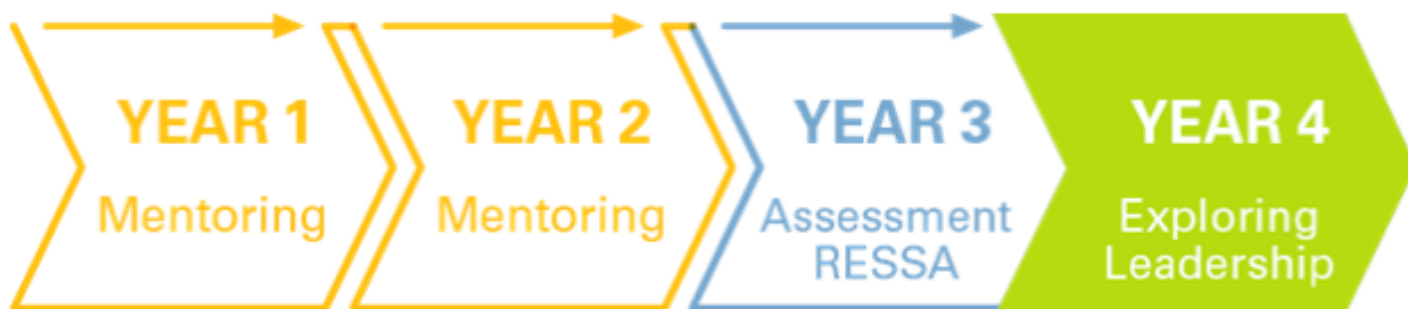 YEAR 1
Mentoring
YEAR 2
Mentoring
YEAR 3
Assessment
RESSA
YEAR 4
Exploring
Leadership